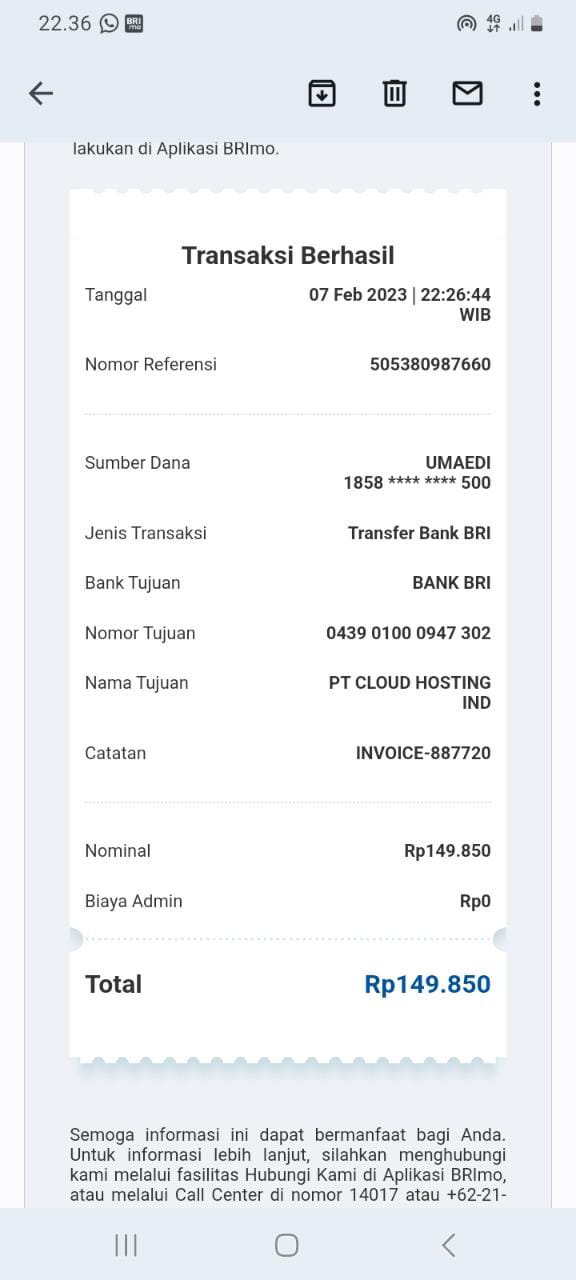 22.36 BRI mo 4G
lakukan di Aplikasi BRImo.
Transaksi Berhasil
Tanggal 07 Feb 2023 | 22:26:44
WIB
Nomor Referensi 505380987660
Sumber Dana UMAEDI
1858 **** **** 500
Jenis Transaksi Transfer Bank BRI
Bank Tujuan BANK BRI
Nomor Tujuan 0439 0100 0947 302
Nama Tujuan PT CLOUD HOSTING
IND
Catatan INVOICE-887720
Nominal Rp149.850
Biaya Admin Rp0
Total Rp149.850
Semoga informasi ini dapat bermanfaat bagi Anda.
Untuk informasi lebih lanjut, silahkan menghubungi
kami melalui fasilitas Hubungi Kami di Aplikasi BRImo,
atau melalui Call Center di nomor 14017 atau +62-21-